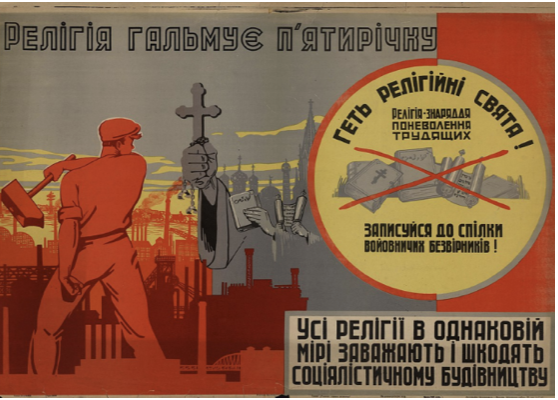 РЕЛІГІЯ ГАЛЬМУЄ П'ЯТИРІЧКУ
ГЕТЬ РЕЛІГІЙНІ СВЯТА!
РЕЛІГІЯ-ЗНАРЯДДЯ
ПОНЕВОЛЕННЯ
ТРУДЯЩИХ
ЗАПИСУЙСЯ ДО СПІЛКИ
ВОЙОВНИЧИХ БЕЗВІРНИКІВ!
УСІ РЕЛІГІЇ В ОДНАКОВІЙ
МІРІ ЗАВАЖАЮТЬ І ШКОДЯТЬ
СОЦІЯЛІСТИЧНОМУ БУДІВНИЦТВУ